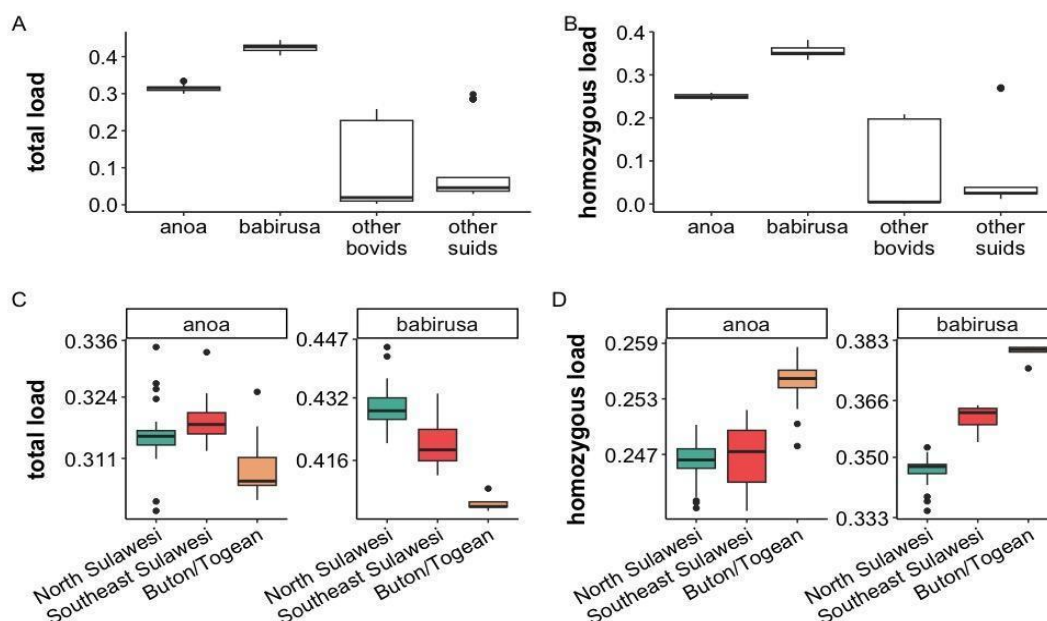 A
total load
0.4
0.3
0.2
0.1
0.0
anoa
babirusa
other
bovids
other
suids
B
homozygous load
0.4
0.3
0.2
0.1
0.0
anoa
babirusa
other
bovids
other
suids
C
total load
anoa
0.336
0.324
0.311
North Sulawesi
Southeast Sulawesi
Buton/Togean
babirusa
0.447
0.432
0.416
North Sulawesi
Southeast Sulawesi
Buton/Togean
D
homozygous load
anoa
0.259
0.253
0.247
North Sulawesi
Southeast Sulawesi
Buton/Togean
babirusa
0.383
0.366
0.350
0.333
North Sulawesi
Southeast Sulawesi
Buton/Togean